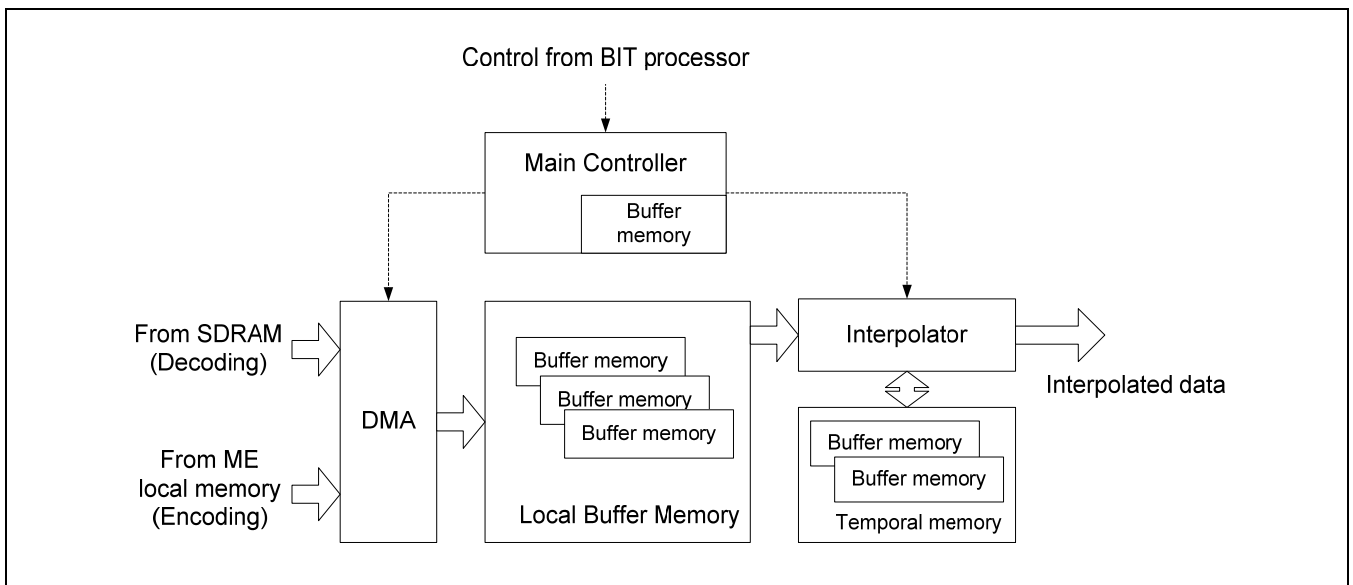 Control from BIT processor
Main Controller
Buffer
memory
From SDRAM
(Decoding)
From ME
local memory
(Encoding)
DMA
Buffer memory
Buffer memory
Buffer memory
Local Buffer Memory
Interpolator
Interpolated data
Buffer memory
Buffer memory
Temporal memory